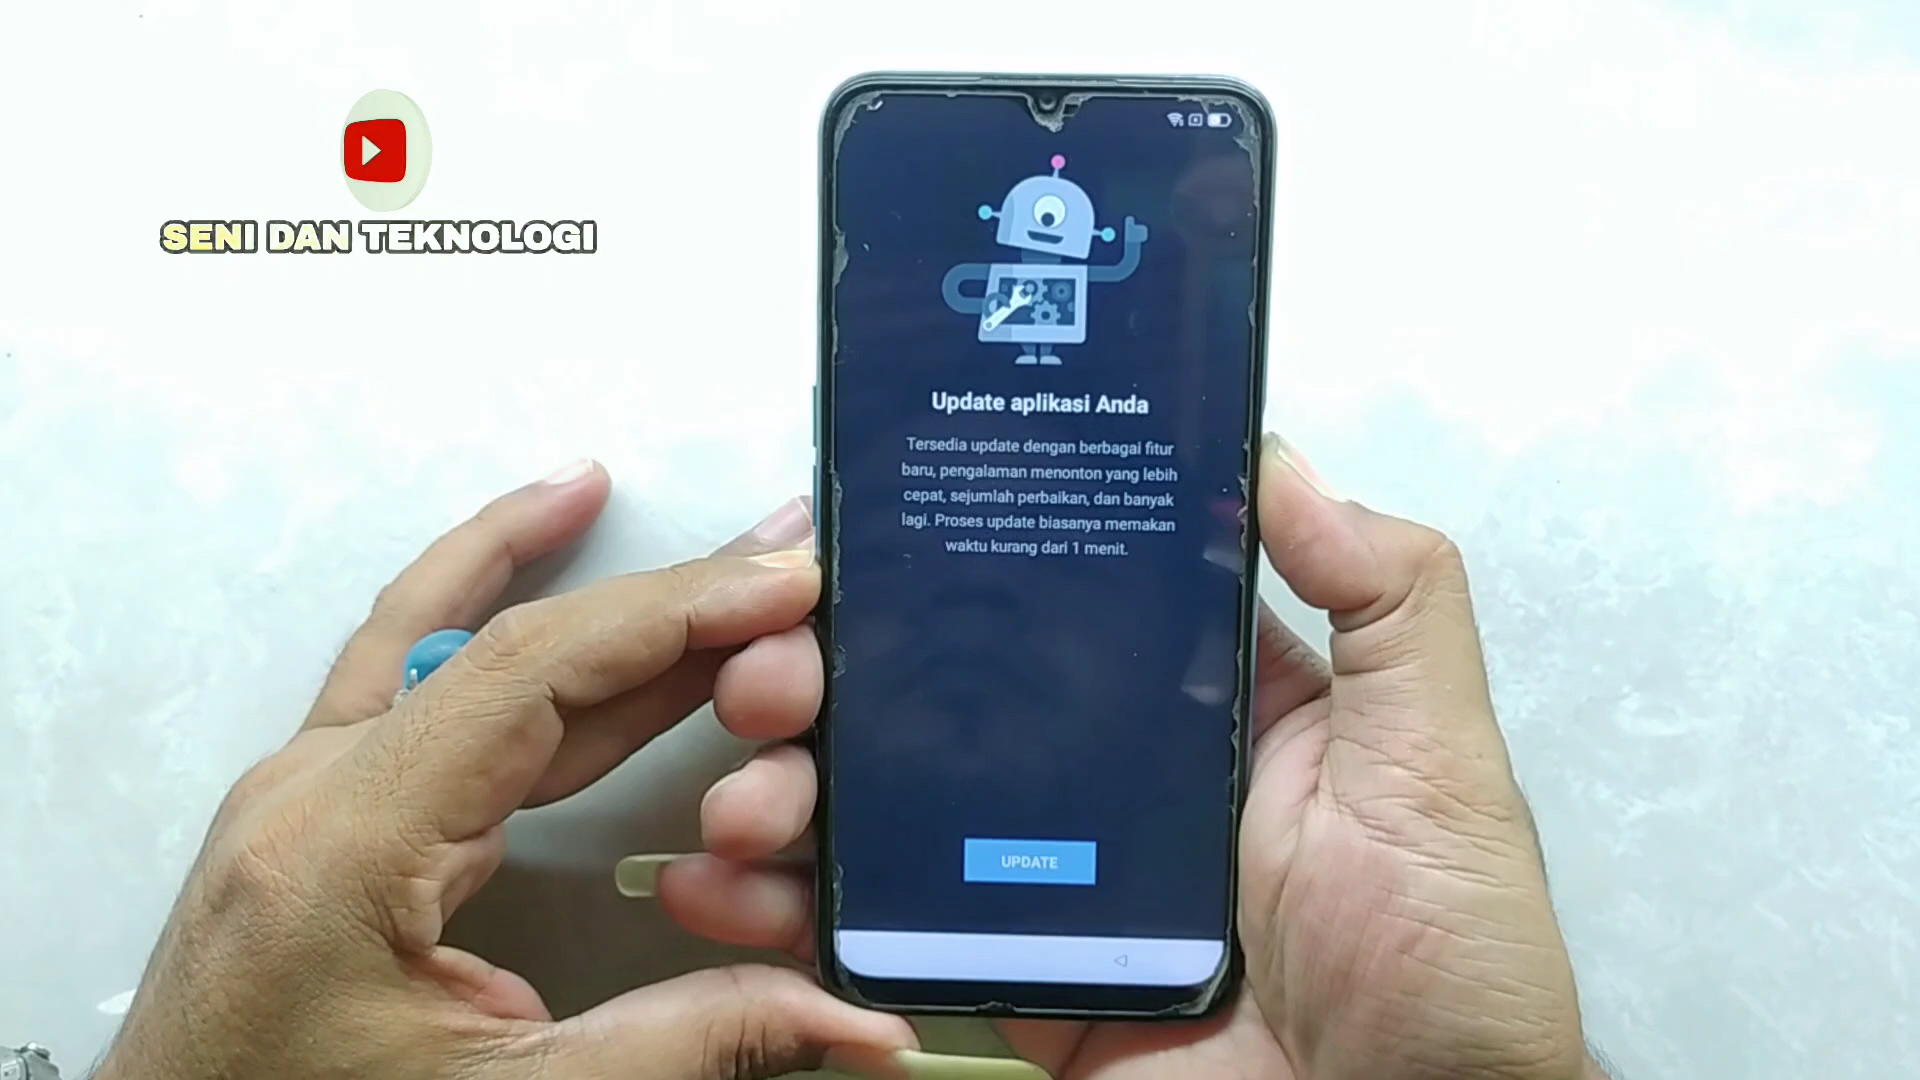 SENI DAN TEKNOLOGI
Update aplikasi Anda
Tersedia update dengan berbagai fitur
baru, pengalaman menonton yang lebih
cepat, sejumlah perbaikan, dan banyak
lagi. Proses update biasanya memakan
waktu kurang dari 1 menit.
UPDATE